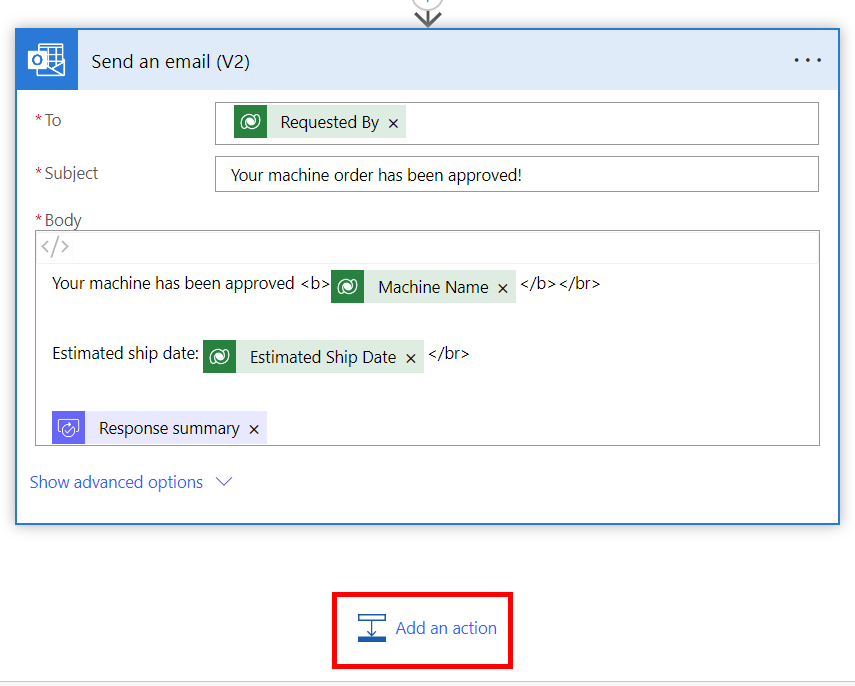 Send an email (V2)
* To
Requested By ×
* Subject
Your machine order has been approved!
* Body
</>
Your machine has been approved <b> Machine Name × </b></br>
Estimated ship date: Estimated Ship Date × </br>
Response summary ×
Show advanced options
Add an action